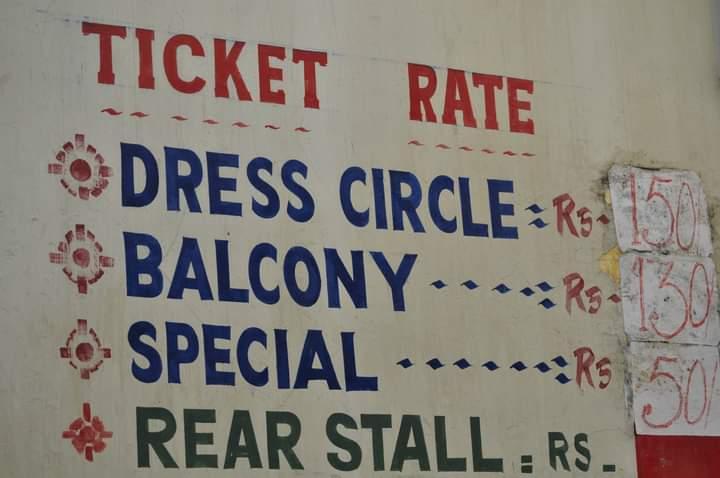 TICKET RATE
DRESS CIRCLE Rs- 150
BALCONY Rs- 130
SPECIAL Rs 50/
REAR STALL : RS -